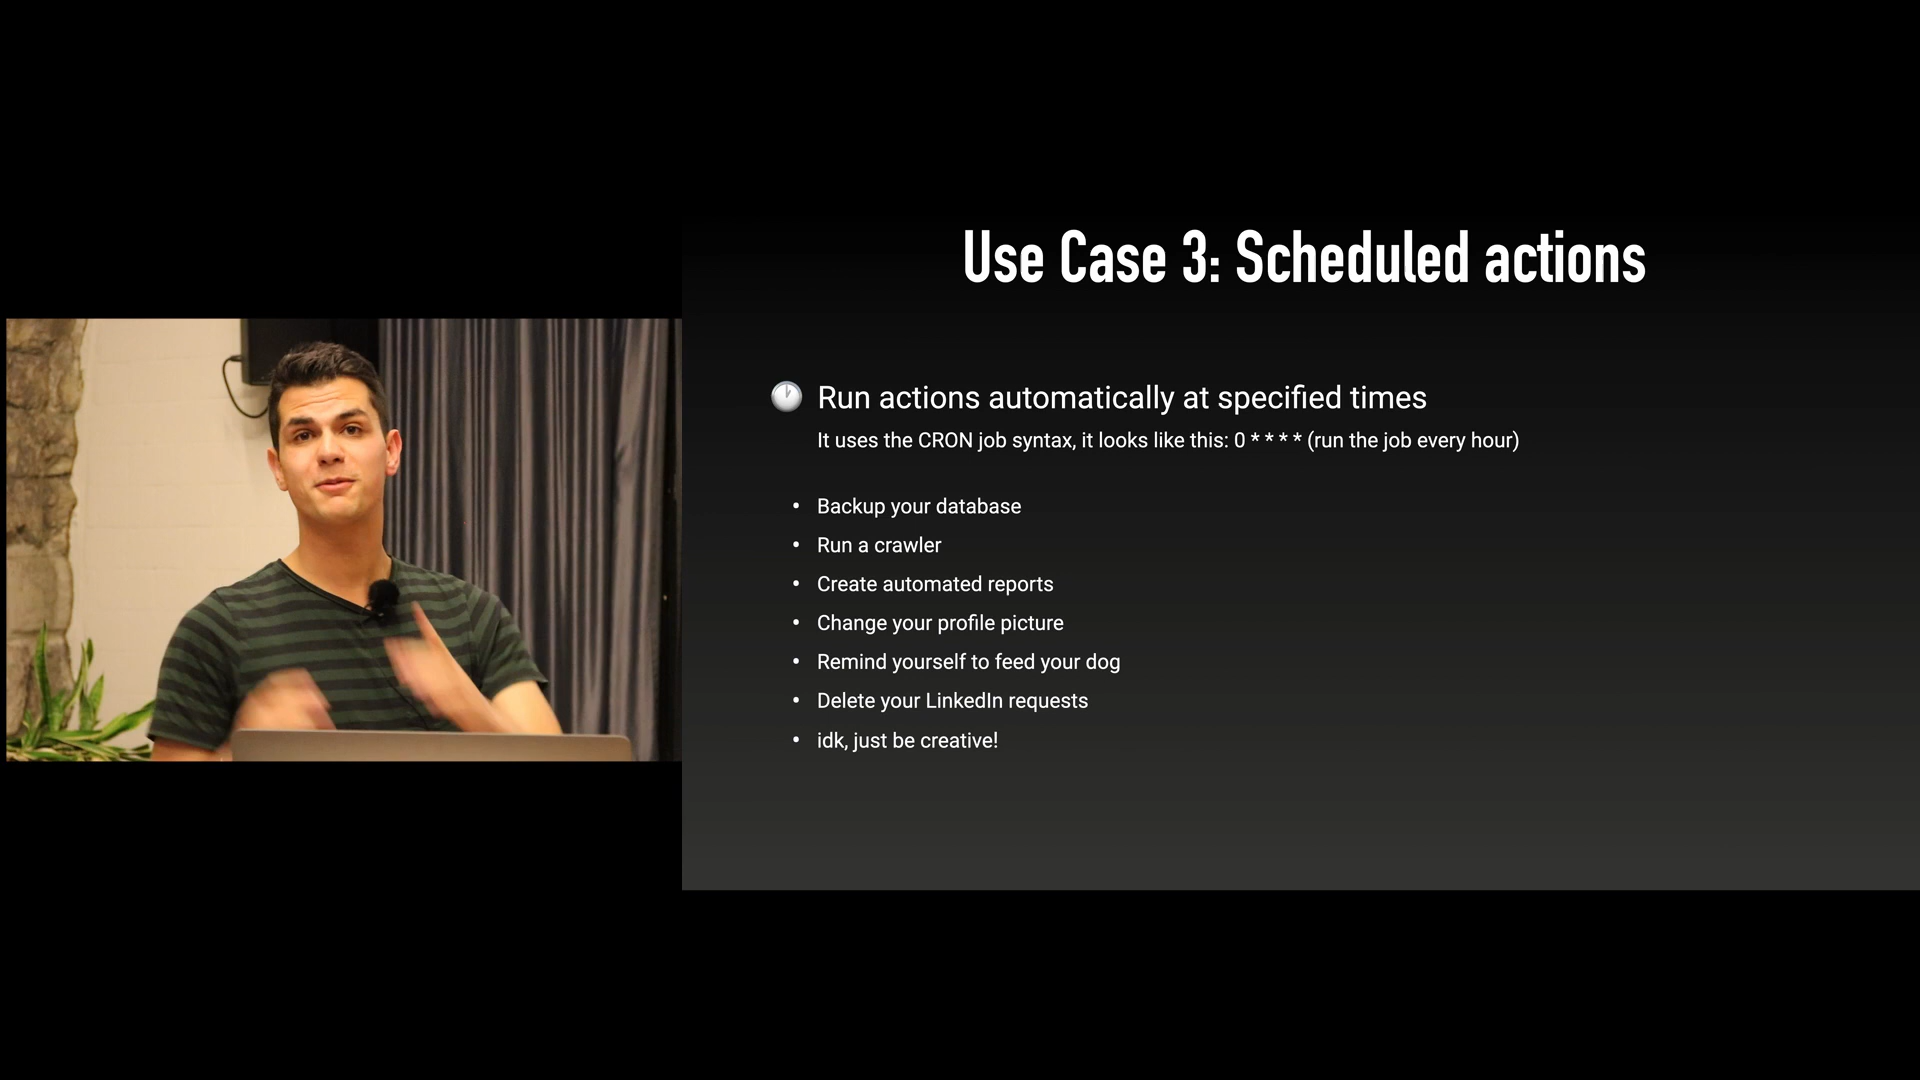 Use Case 3: Scheduled actions
Run actions automatically at specified times
It uses the CRON job syntax, it looks like this: 0 * * * * (run the job every hour)
• Backup your database
• Run a crawler
• Create automated reports
• Change your profile picture
• Remind yourself to feed your dog
• Delete your LinkedIn requests
• idk, just be creative!